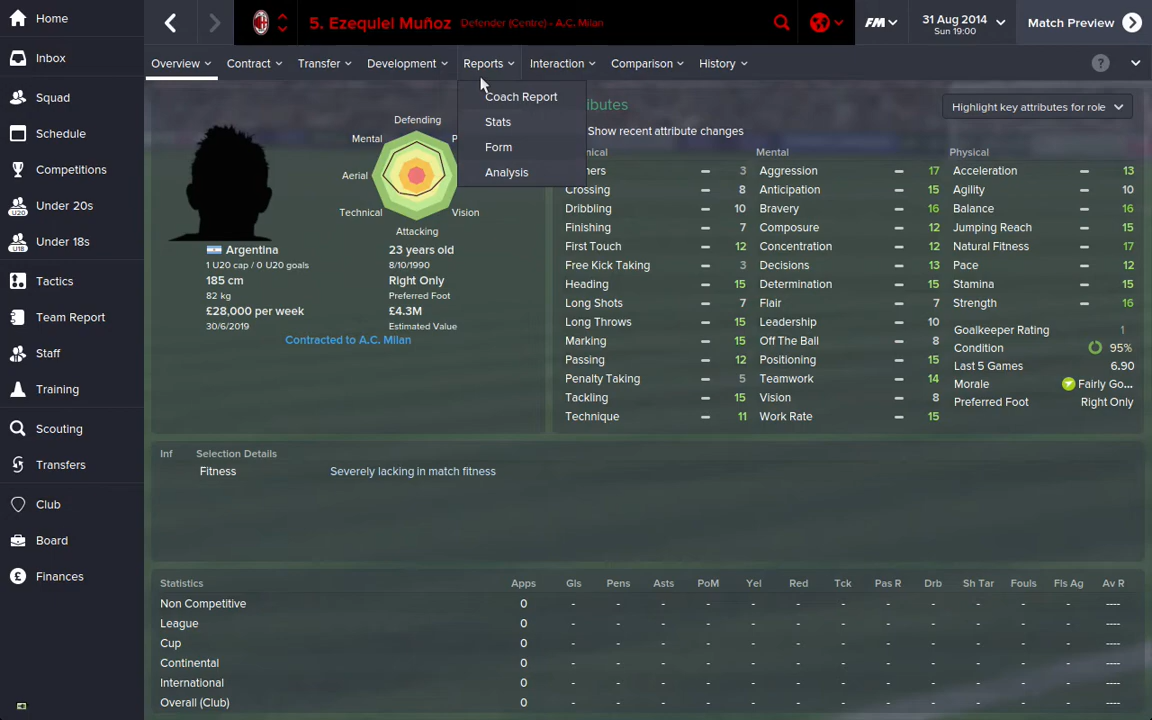 Home
Inbox
Squad
Schedule
Competitions
U20 Under 20s
U18 Under 18s
Tactics
Team Report
Staff
Training
Scouting
Transfers
Club
Board
Finances
5. Ezequiel Muñoz Defender (Centre) - A.C. Milan
FM
31 Aug 2014
Sun 19:00
Match Preview
Overview Contract Transfer Development Reports Interaction Comparison History ?
Coach Report
Stats
Form
Analysis
Defending
Mental
Aerial
Technical
Vision
Attacking
Argentina
1 U20 cap / 0 U20 goals
185 cm
82 kg
£28,000 per week
30/6/2019
23 years old
8/10/1990
Right Only
Preferred Foot
£4.3M
Estimated Value
Contracted to A.C. Milan
Highlight key attributes for role
Show recent attribute changes
Mental Physical
3 Aggression 17 Acceleration 13
Crossing 8 Anticipation 15 Agility 10
Dribbling 10 Bravery 16 Balance 16
Finishing 7 Composure 12 Jumping Reach 15
First Touch 12 Concentration 12 Natural Fitness 17
Free Kick Taking 3 Decisions 13 Pace 12
Heading 15 Determination 15 Stamina 15
Long Shots 7 Flair 7 Strength 16
Long Throws 15 Leadership 10 Goalkeeper Rating 1
Marking 15 Off The Ball 8 Condition 95%
Passing 12 Positioning 15 Last 5 Games 6.90
Penalty Taking 5 Teamwork 14 Morale Fairly Go...
Tackling 15 Vision 8 Preferred Foot Right Only
Technique 11 Work Rate 15
Inf Selection Details
Fitness Severely lacking in match fitness
Statistics Apps Gls Pens Asts PoM Yel Red Tck Pas R Drb Sh Tar Fouls Fls Ag Av R
Non Competitive 0 - - - - - - - - - - - - ----
League 0 - - - - - - - - - - - - ----
Cup 0 - - - - - - - - - - - - ----
Continental 0 - - - - - - - - - - - - ----
International 0 - - - - - - - - - - - - ----
Overall (Club) 0 - - - - - - - - - - - - ----